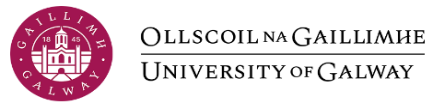 GAILLIMH
18 45
GALWAY
OLLSCOIL NA GAILLIMHE
UNIVERSITY OF GALWAY